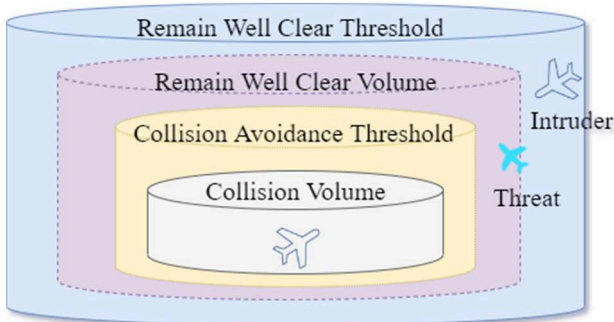 Remain Well Clear Threshold
Remain Well Clear Volume
Intruder
Collision Avoidance Threshold
Collision Volume
Threat